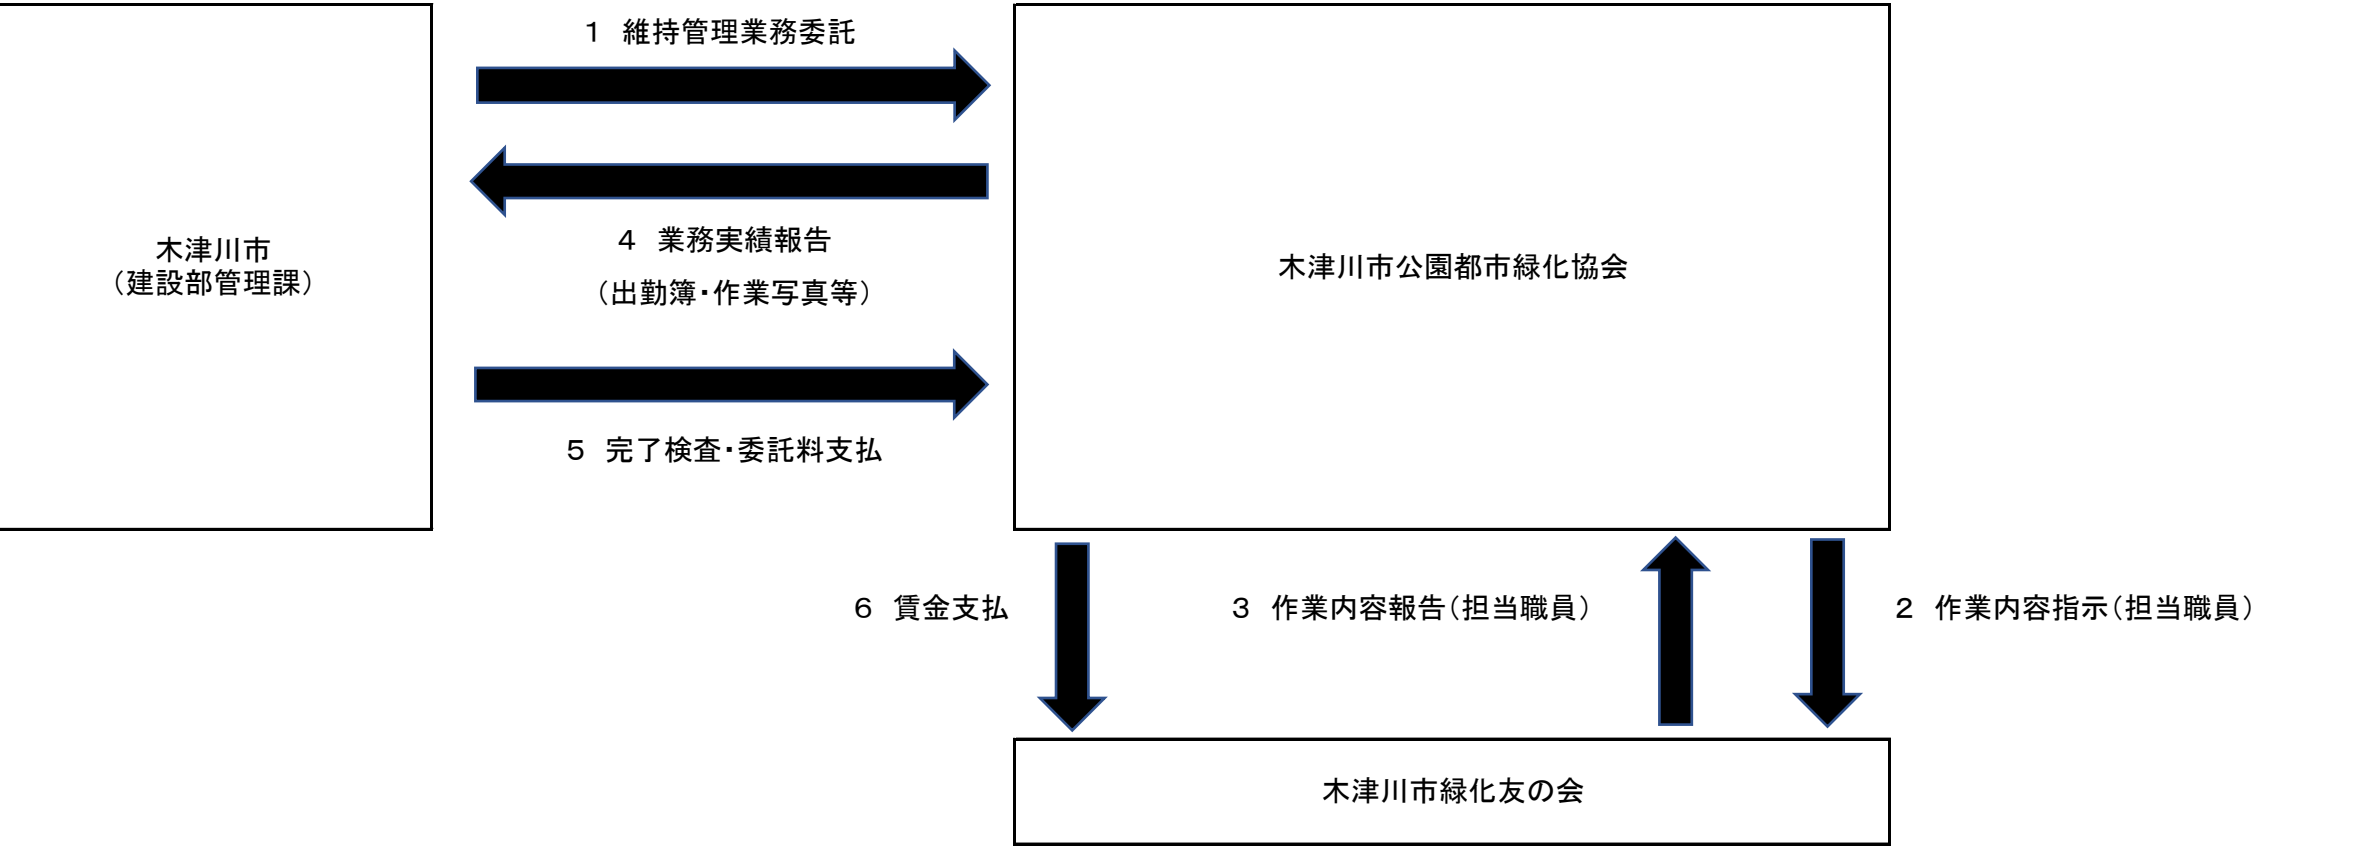 1　維持管理業務委託
木津川市
（建設部管理課）
4　業務実績報告
（出勤簿・作業写真等）
木津川市公園都市緑化協会
5　完了検査・委託料支払
6　賃金支払
3　作業内容報告（担当職員）
2　作業内容指示（担当職員）
木津川市緑化友の会